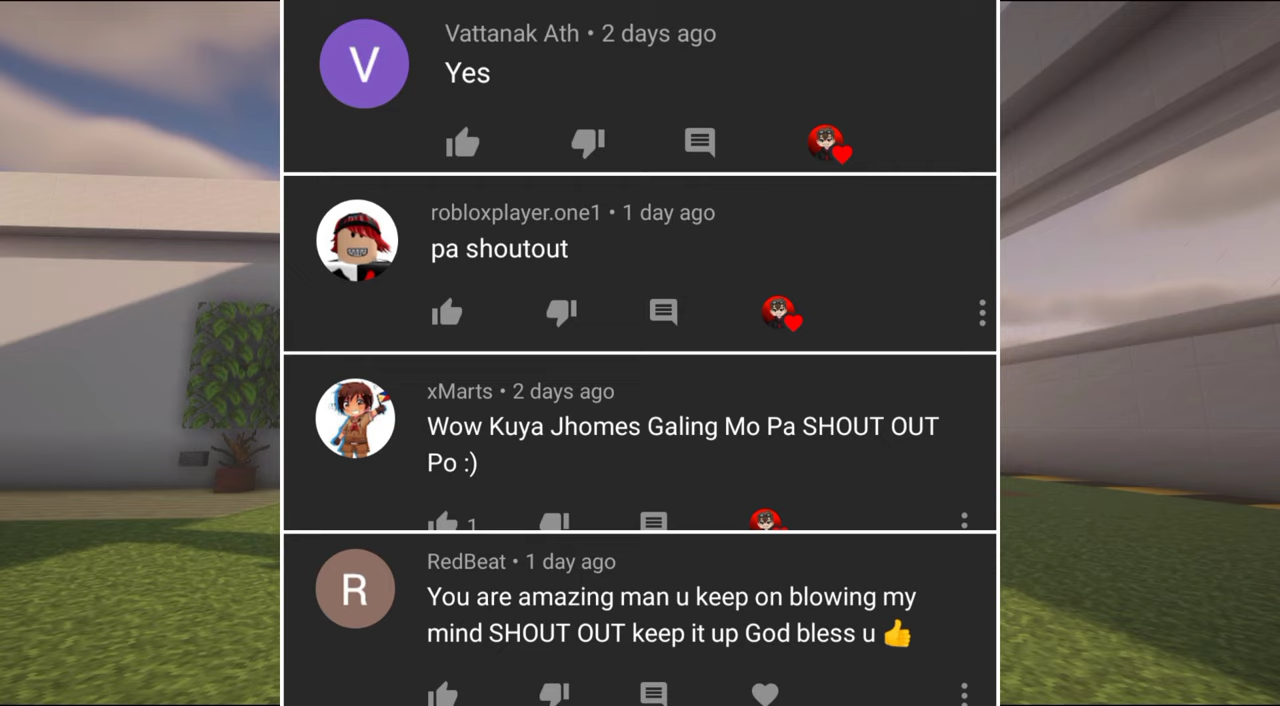 V
Vattanak Ath • 2 days ago
Yes
robloxplayer.one1 • 1 day ago
pa shoutout
xMarts • 2 days ago
Wow Kuya Jhomes Galing Mo Pa SHOUT OUT
Po :)
1
R
RedBeat • 1 day ago
You are amazing man u keep on blowing my
mind SHOUT OUT keep it up God bless u 👍